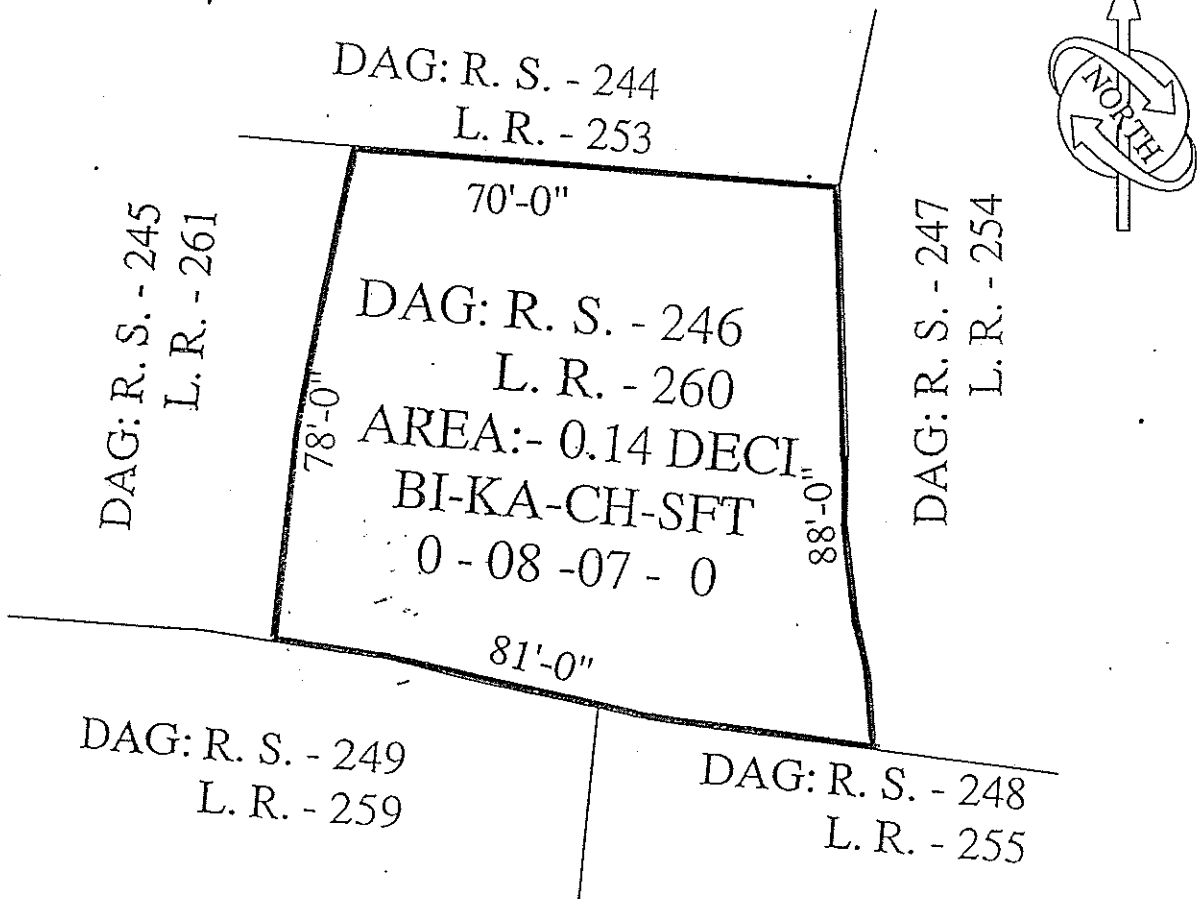 DAG: R. S. - 244
L. R. - 253
NORTH
70'-0"
DAG: R. S. - 245
L. R. - 261
DAG: R. S. - 246
L. R. - 260
AREA:- 0.14 DECI.
BI-KA-CH-SFT
0 - 08 -07 - 0
78'-0"
88'-0"
DAG: R. S. - 247
L. R. - 254
81'-0"
DAG: R. S. - 249
L. R. - 259
DAG: R. S. - 248
L. R. - 255